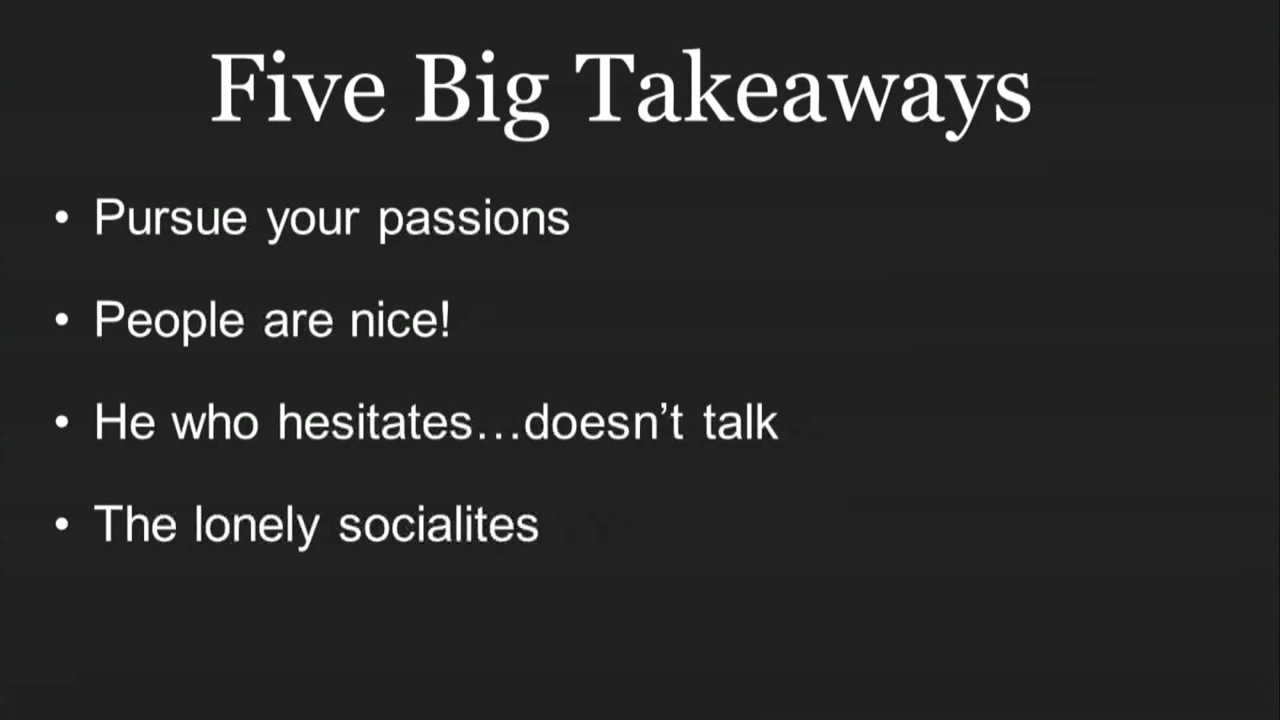 Five Big Takeaways
• Pursue your passions
• People are nice!
• He who hesitates…doesn’t talk
• The lonely socialites